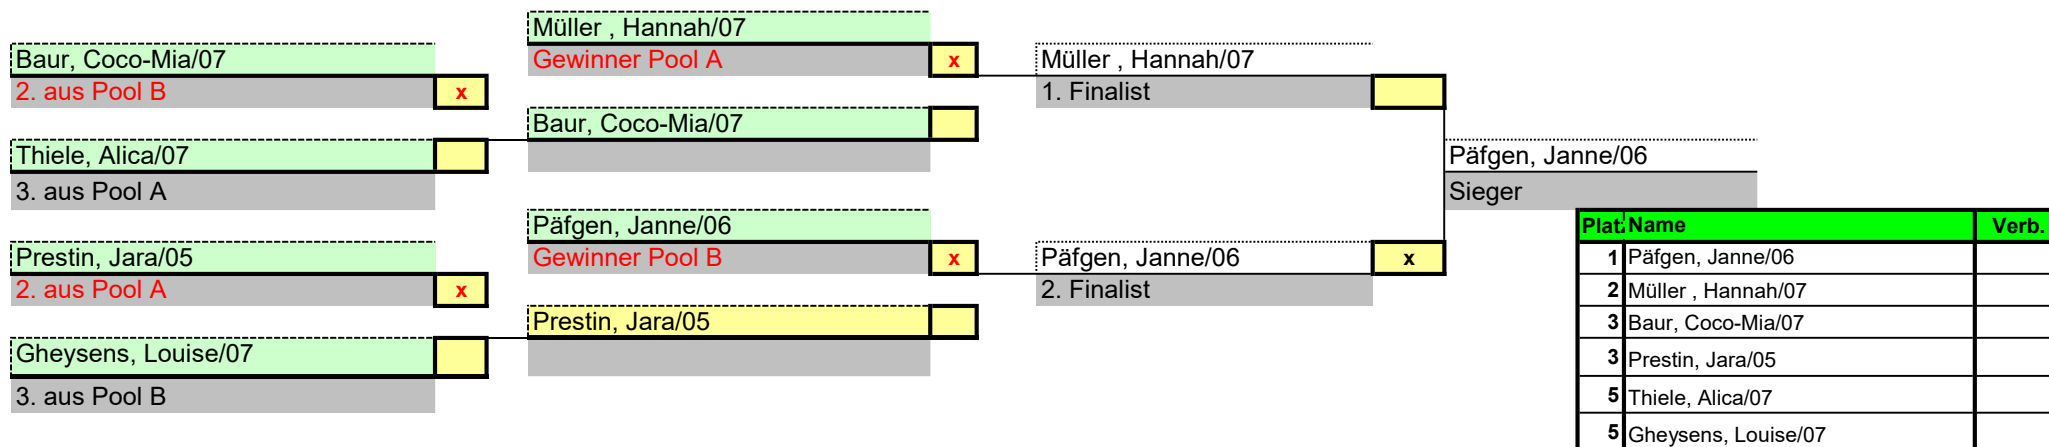 Baur, Coco-Mia/07
2. aus Pool B
x
Thiele, Alica/07
3. aus Pool A
Prestin, Jara/05
2. aus Pool A
x
Gheysens, Louise/07
3. aus Pool B
Müller , Hannah/07
Gewinner Pool A
x
Baur, Coco-Mia/07
Päfgen, Janne/06
Gewinner Pool B
x
Prestin, Jara/05
Müller , Hannah/07
1. Finalist
Päfgen, Janne/06
x
2. Finalist
Päfgen, Janne/06
Sieger
Plat. Name Verb.
1 Päfgen, Janne/06
2 Müller , Hannah/07
3 Baur, Coco-Mia/07
3 Prestin, Jara/05
5 Thiele, Alica/07
5 Gheysens, Louise/07